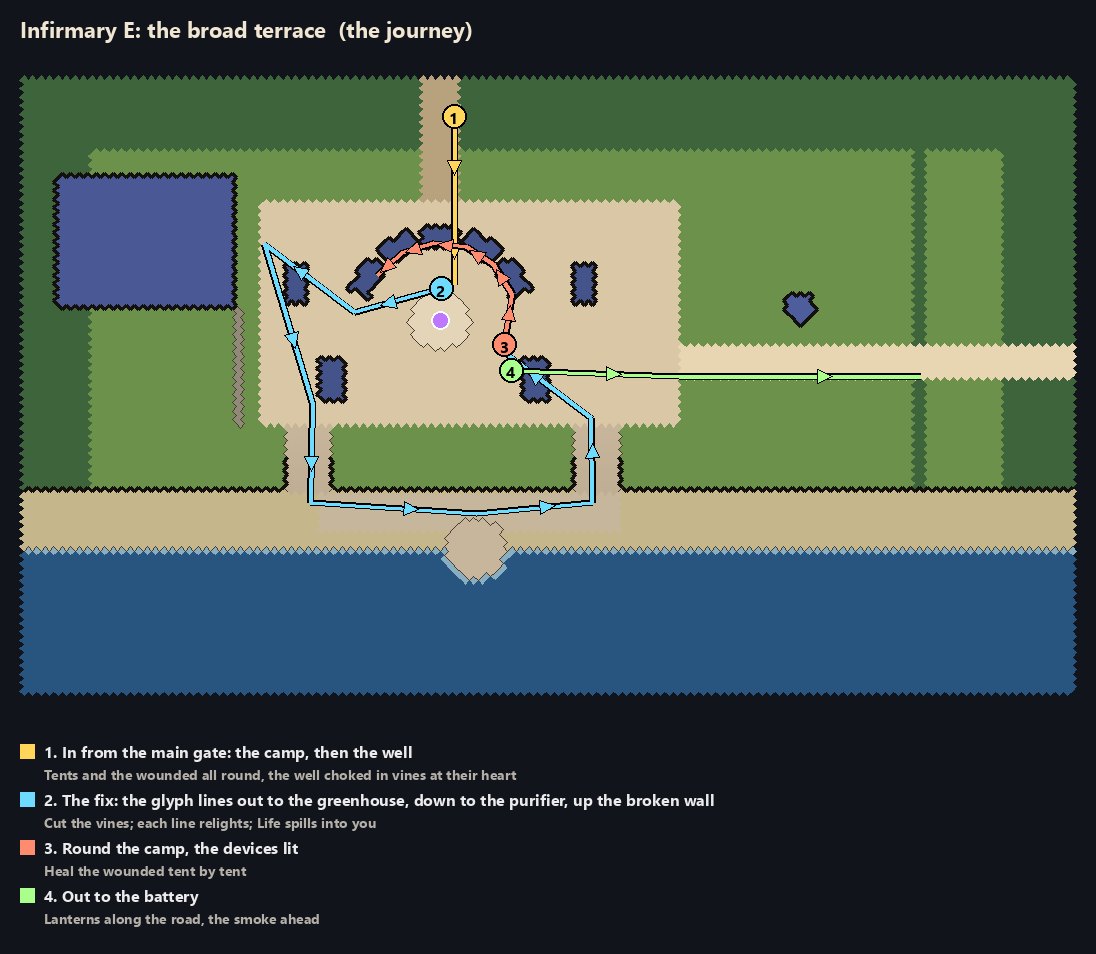 Infirmary E: the broad terrace (the journey)
1
2
3
4
1. In from the main gate: the camp, then the well
Tents and the wounded all round, the well choked in vines at their heart
2. The fix: the glyph lines out to the greenhouse, down to the purifier, up the broken wall
Cut the vines; each line relights; Life spills into you
3. Round the camp, the devices lit
Heal the wounded tent by tent
4. Out to the battery
Lanterns along the road, the smoke ahead